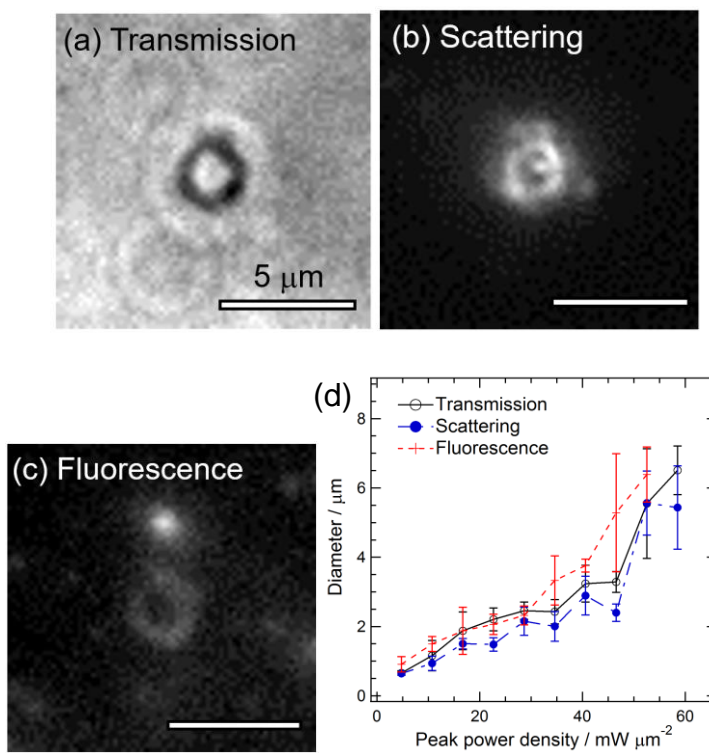 (a) Transmission
5 μm
(b) Scattering
(c) Fluorescence
(d)
Transmission
Scattering
Fluorescence
Diameter / μm
8
6
4
2
0
0 20 40 60
Peak power density / mW μm⁻²